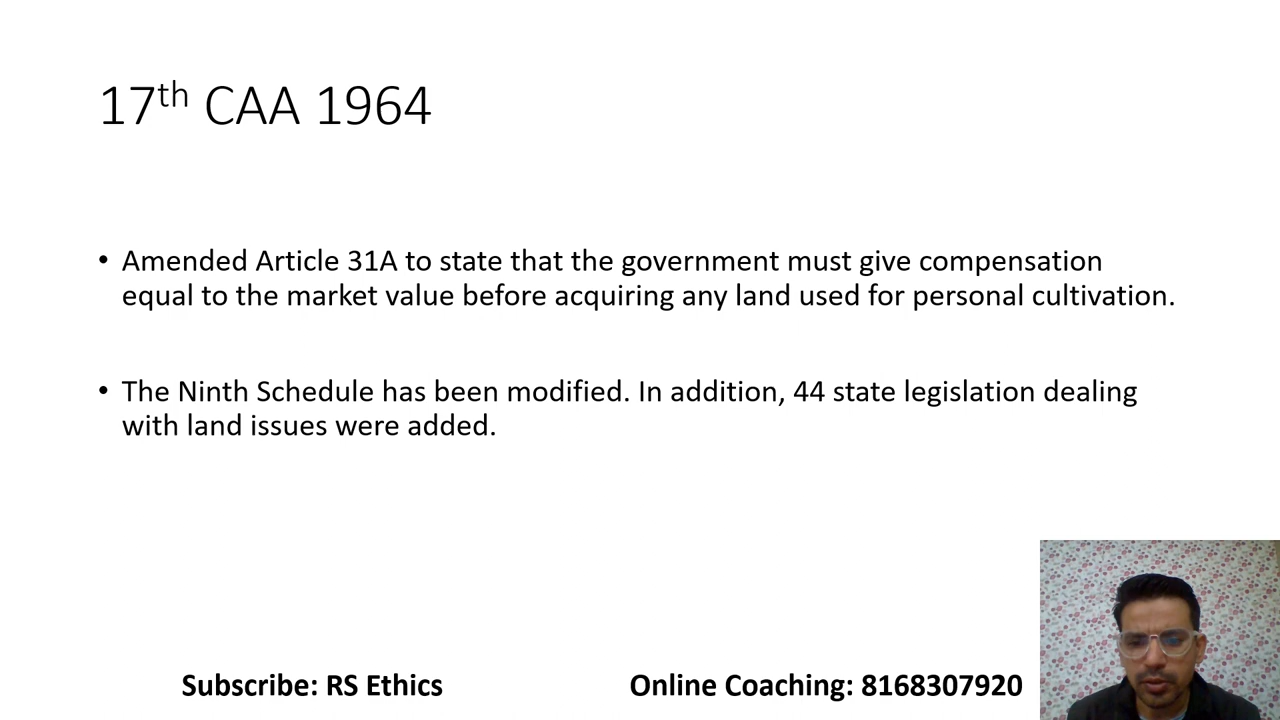 17th CAA 1964
• Amended Article 31A to state that the government must give compensation
equal to the market value before acquiring any land used for personal cultivation.
• The Ninth Schedule has been modified. In addition, 44 state legislation dealing
with land issues were added.
Subscribe: RS Ethics
Online Coaching: 8168307920